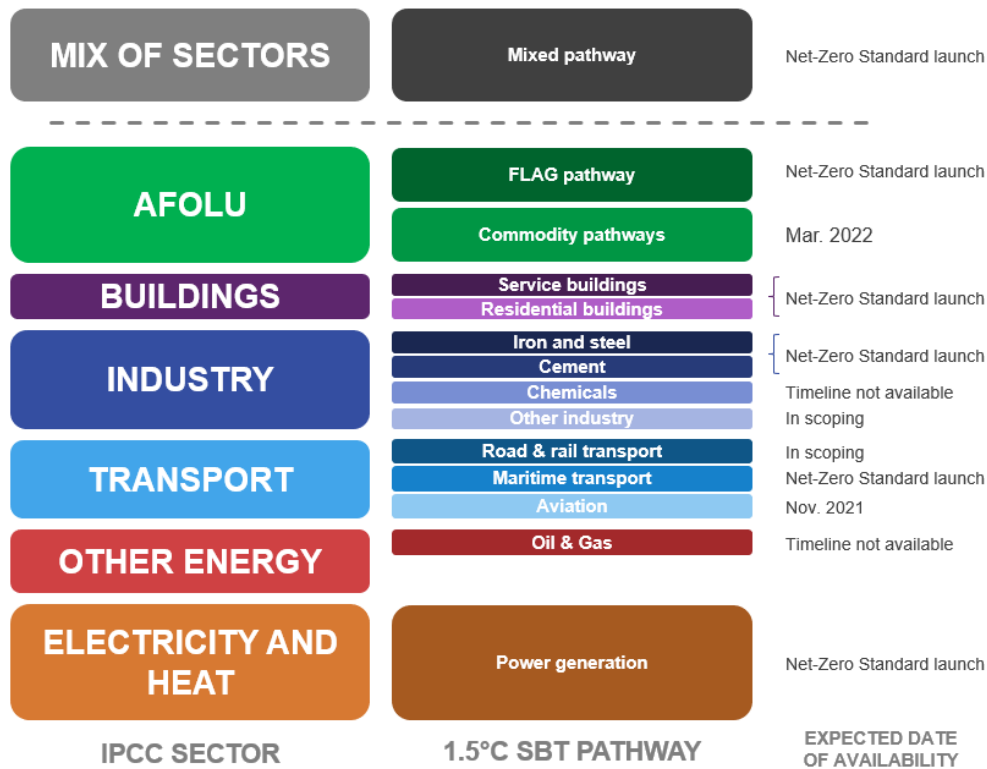 MIX OF SECTORS
Mixed pathway
Net-Zero Standard launch
AFOLU
FLAG pathway
Net-Zero Standard launch
Commodity pathways
Mar. 2022
BUILDINGS
Service buildings
Residential buildings
Net-Zero Standard launch
INDUSTRY
Iron and steel
Cement
Net-Zero Standard launch
Chemicals
Timeline not available
Other industry
In scoping
TRANSPORT
Road & rail transport
In scoping
Maritime transport
Net-Zero Standard launch
Aviation
Nov. 2021
OTHER ENERGY
Oil & Gas
Timeline not available
ELECTRICITY AND
HEAT
Power generation
Net-Zero Standard launch
IPCC SECTOR
1.5°C SBT PATHWAY
EXPECTED DATE
OF AVAILABILITY